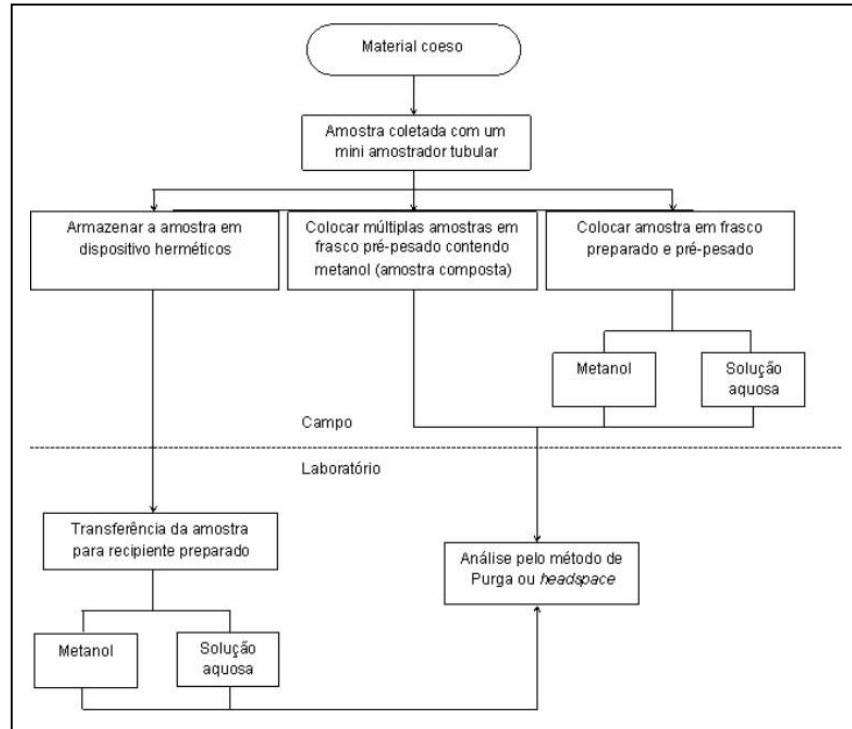 Material coeso
Amostra coletada com um
mini amostrador tubular
Armazenar a amostra em
dispositivo herméticos
Colocar múltiplas amostras em
frasco pré-pesado contendo
metanol (amostra composta)
Colocar amostra em frasco
preparado e pré-pesado
Metanol
Solução
aquosa
Campo
Laboratório
Transferência da amostra
para recipiente preparado
Análise pelo método de
Purga ou headspace
Metanol
Solução
aquosa